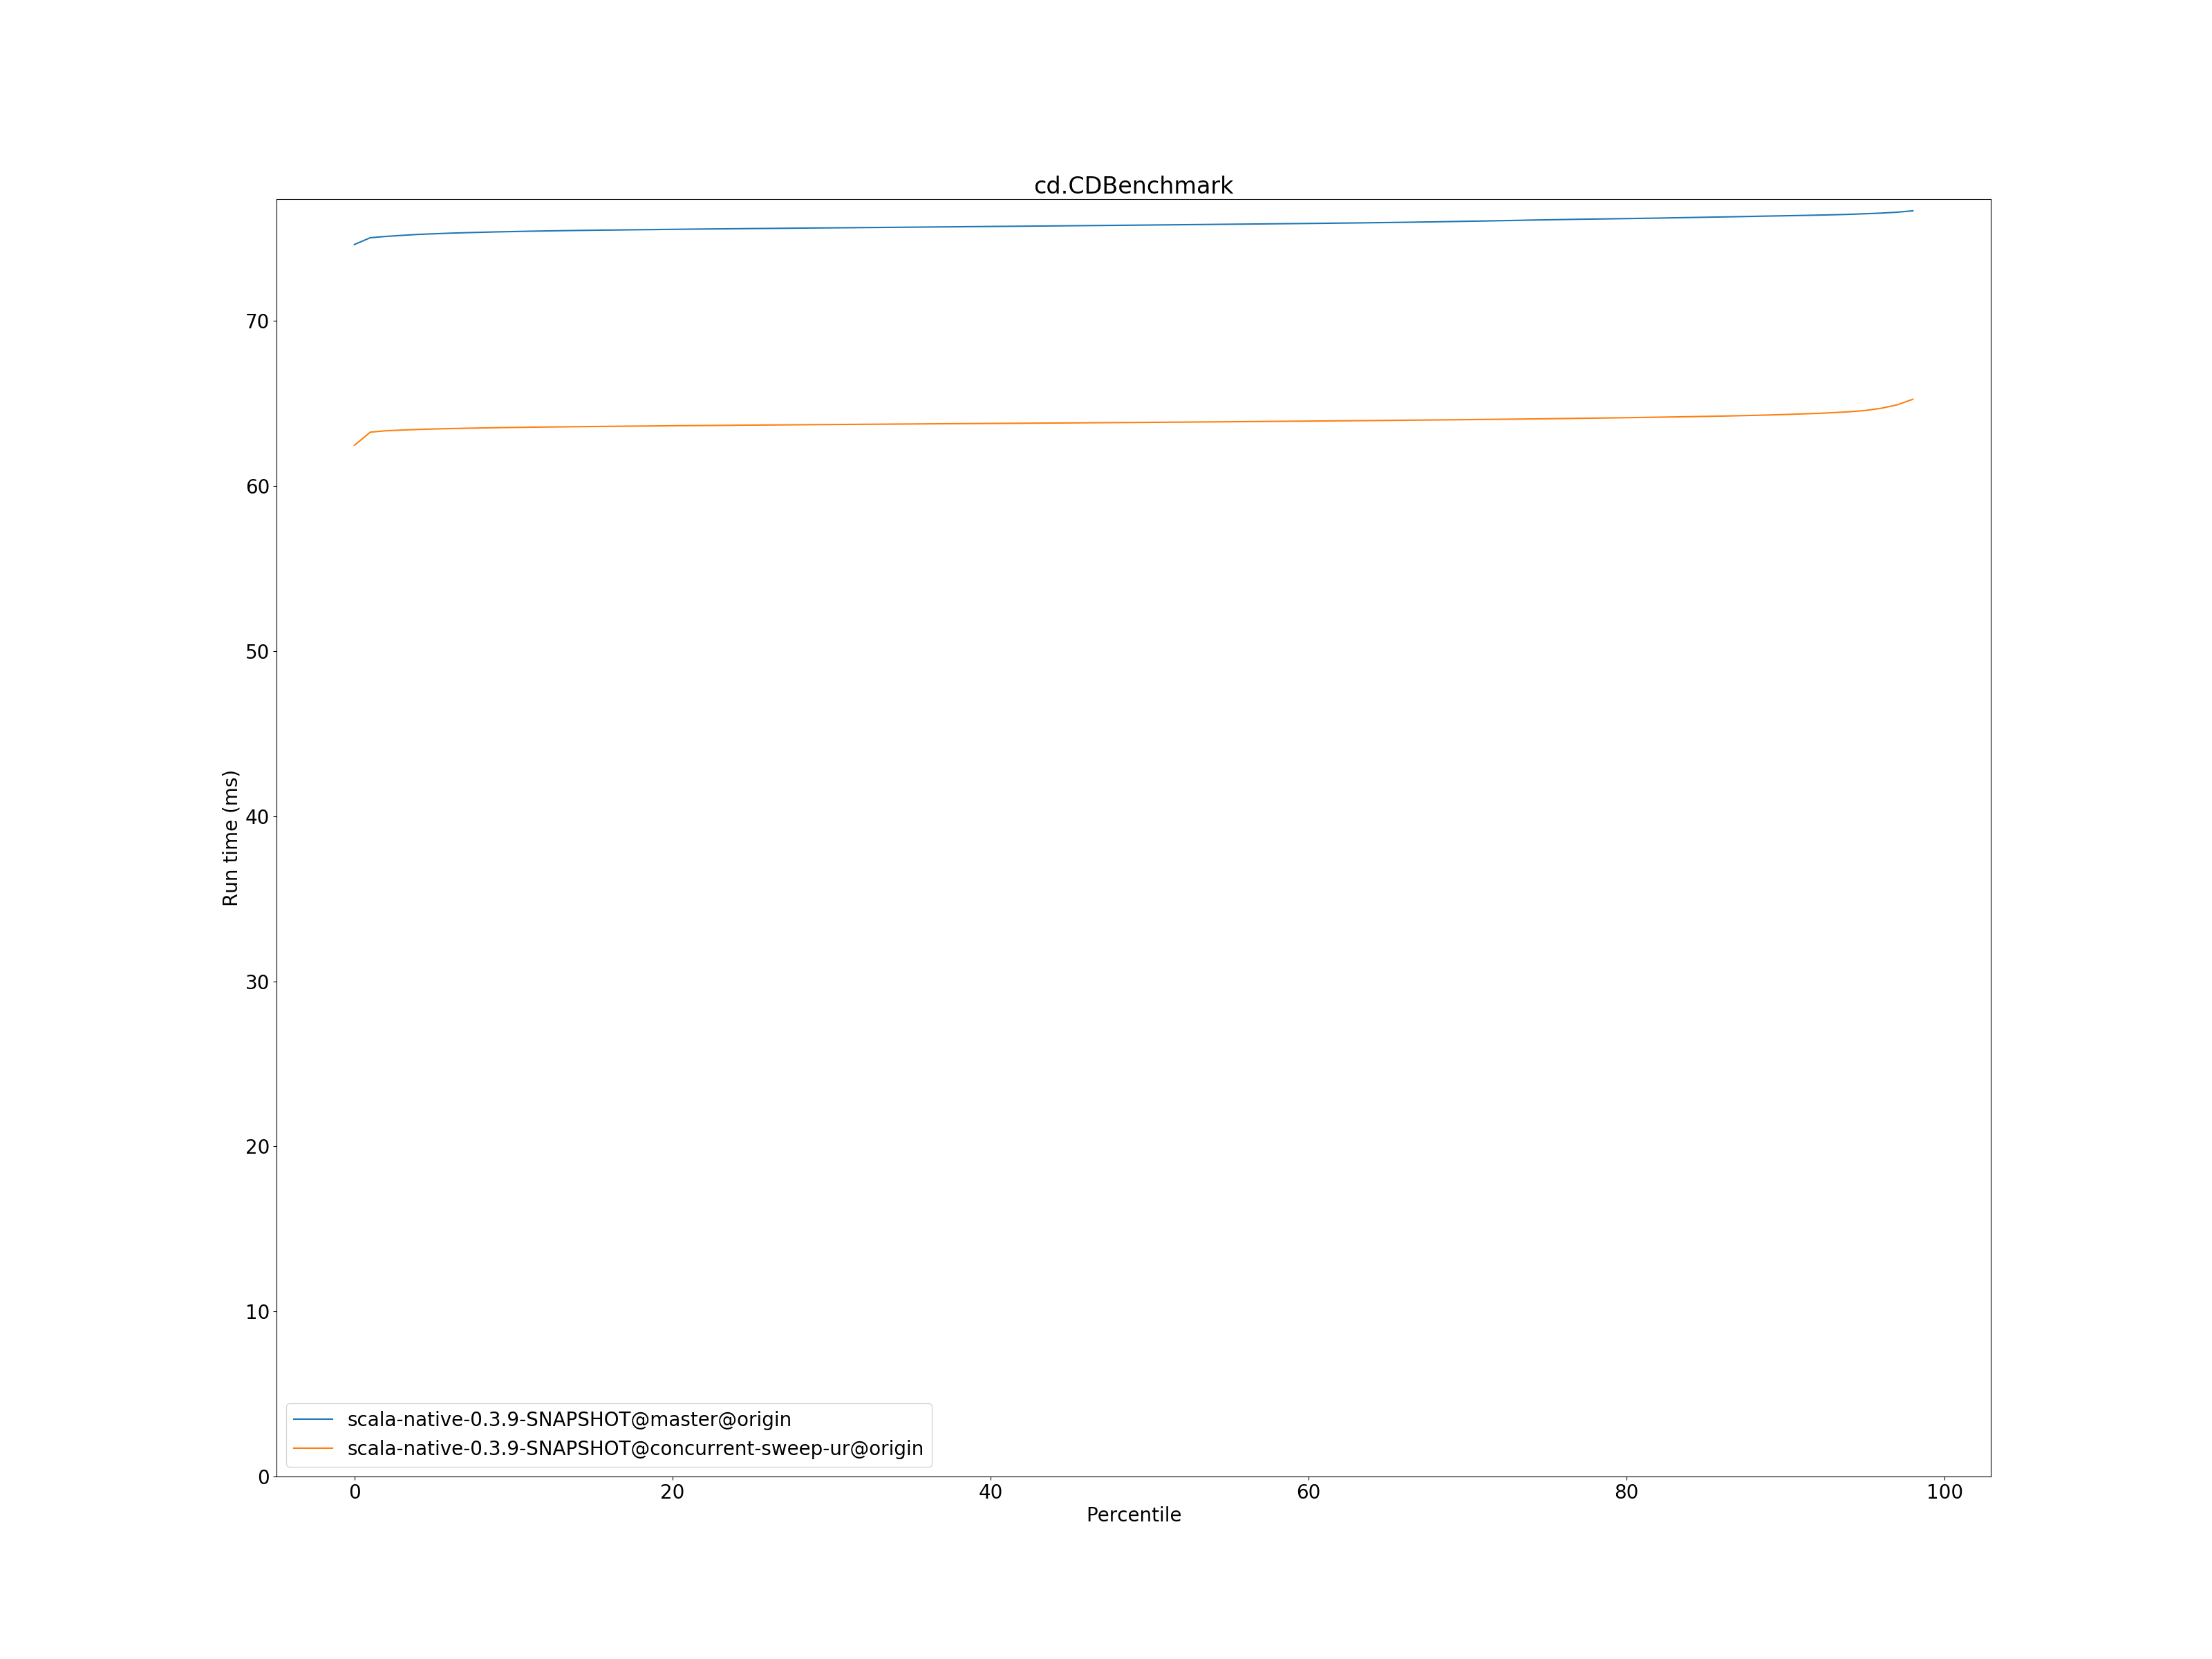 cd.CDBenchmark
Run time (ms)
70
60
50
40
30
20
10
0
scala-native-0.3.9-SNAPSHOT@master@origin
scala-native-0.3.9-SNAPSHOT@concurrent-sweep-ur@origin
0 20 40 60 80 100
Percentile